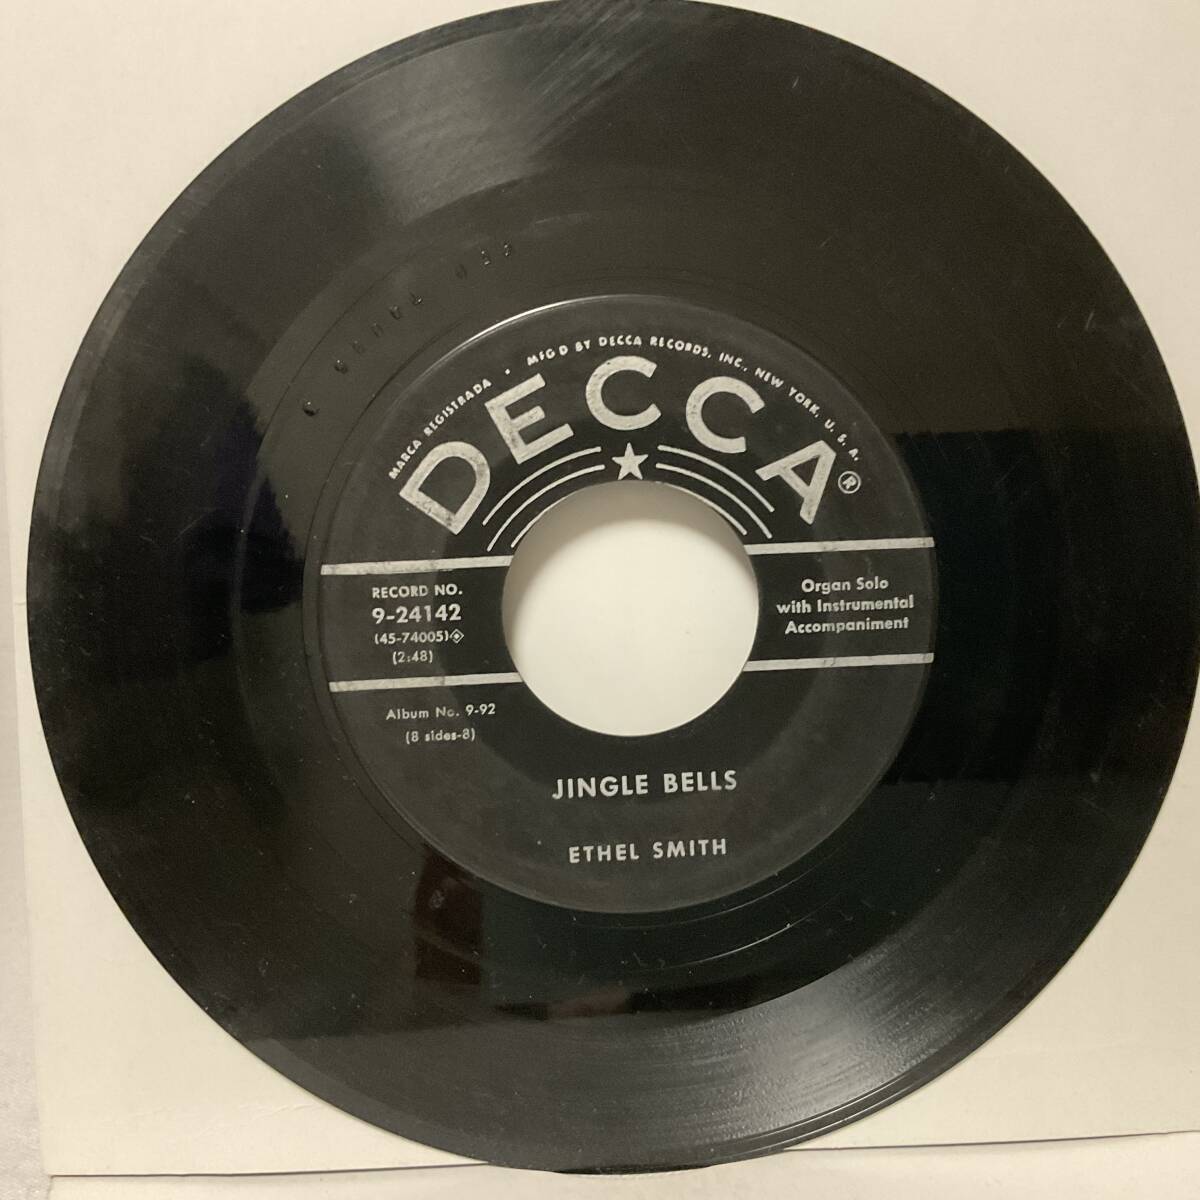 MARCA REGISTRADA • MFG'D BY DECCA RECORDS, INC., NEW YORK, U. S. A.
DECCA®
RECORD NO.
9-24142
(45-74005)
(2:48)
Organ Solo
with Instrumental
Accompaniment
Album No. 9-92
(8 sides-8)
JINGLE BELLS
ETHEL SMITH